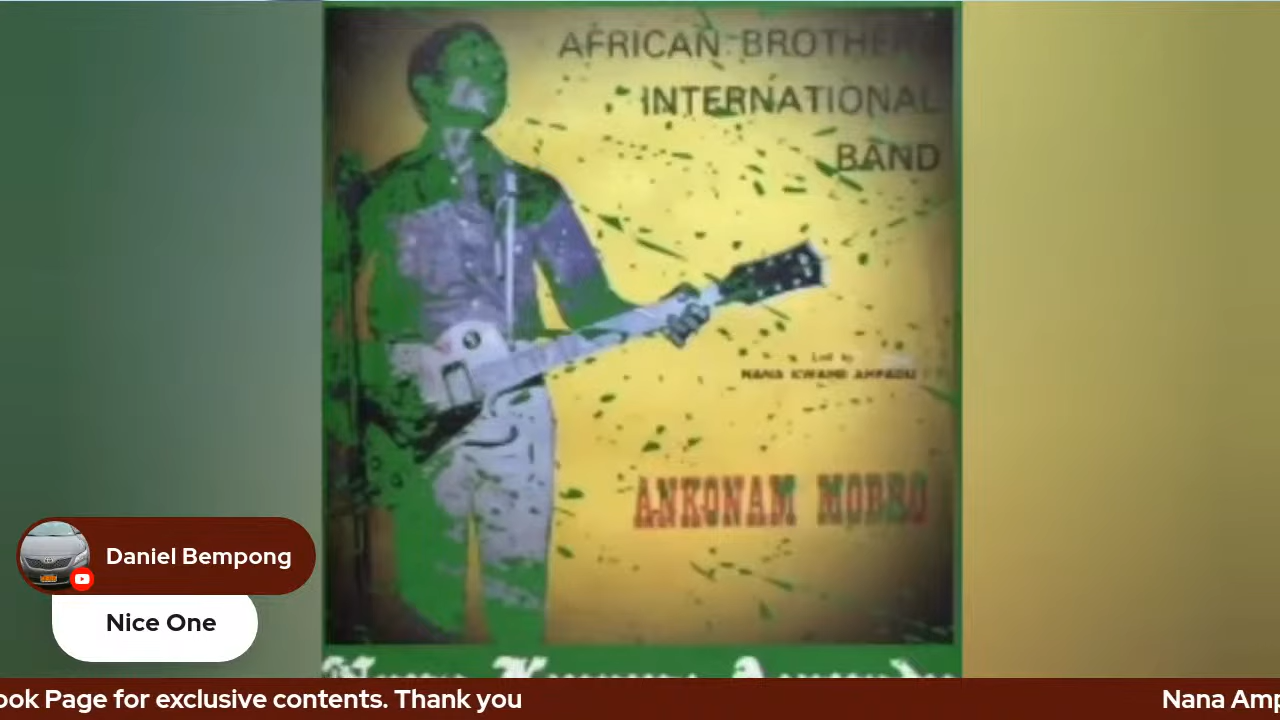 AFRICAN BROTHERS
INTERNATIONAL
BAND
Led by
NANA KWAME AMPADU
ANKONAM
Daniel Bempong
Nice One
ook Page for exclusive contents. Thank you
Nana Amp